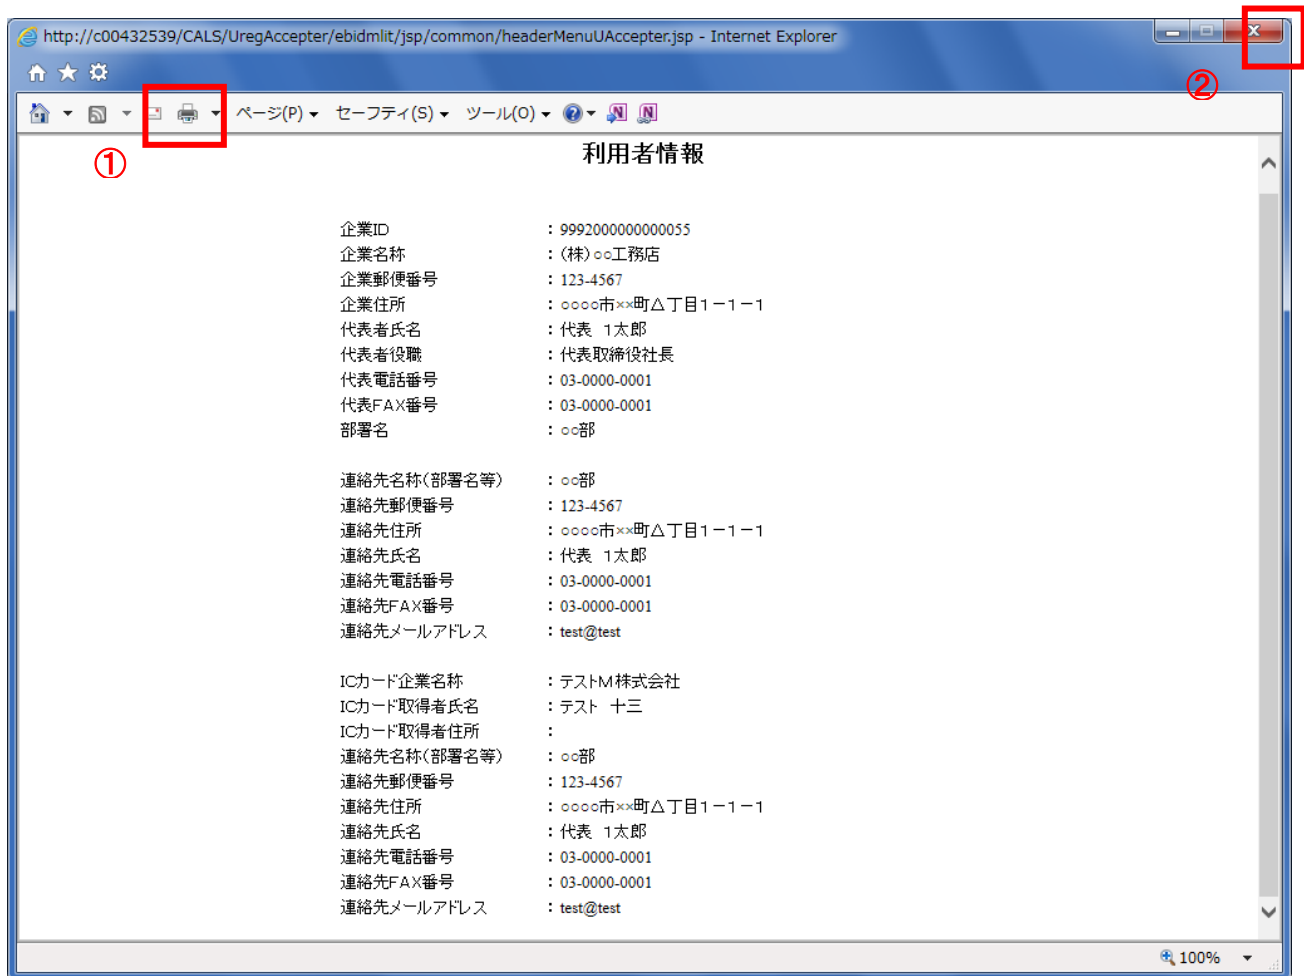 http://c00432539/CALS/UregAccepter/ebidmlit/jsp/common/headerMenuUAccepter.jsp - Internet Explorer
②
ページ(P) セーフティ(S) ツール(O)
①
利用者情報
企業ID ：9992000000000055
企業名称 ：(株)○○工務店
企業郵便番号 ：123-4567
企業住所 ：○○○○市××町△丁目1－1－1
代表者氏名 ：代表 1太郎
代表者役職 ：代表取締役社長
代表電話番号 ：03-0000-0001
代表FAX番号 ：03-0000-0001
部署名 ：○○部
連絡先名称(部署名等) ：○○部
連絡先郵便番号 ：123-4567
連絡先住所 ：○○○○市××町△丁目1－1－1
連絡先氏名 ：代表 1太郎
連絡先電話番号 ：03-0000-0001
連絡先FAX番号 ：03-0000-0001
連絡先メールアドレス ：test@test
ICカード企業名称 ：テストM株式会社
ICカード取得者氏名 ：テスト 十三
ICカード取得者住所 ：
連絡先名称(部署名等) ：○○部
連絡先郵便番号 ：123-4567
連絡先住所 ：○○○○市××町△丁目1－1－1
連絡先氏名 ：代表 1太郎
連絡先電話番号 ：03-0000-0001
連絡先FAX番号 ：03-0000-0001
連絡先メールアドレス ：test@test
100%